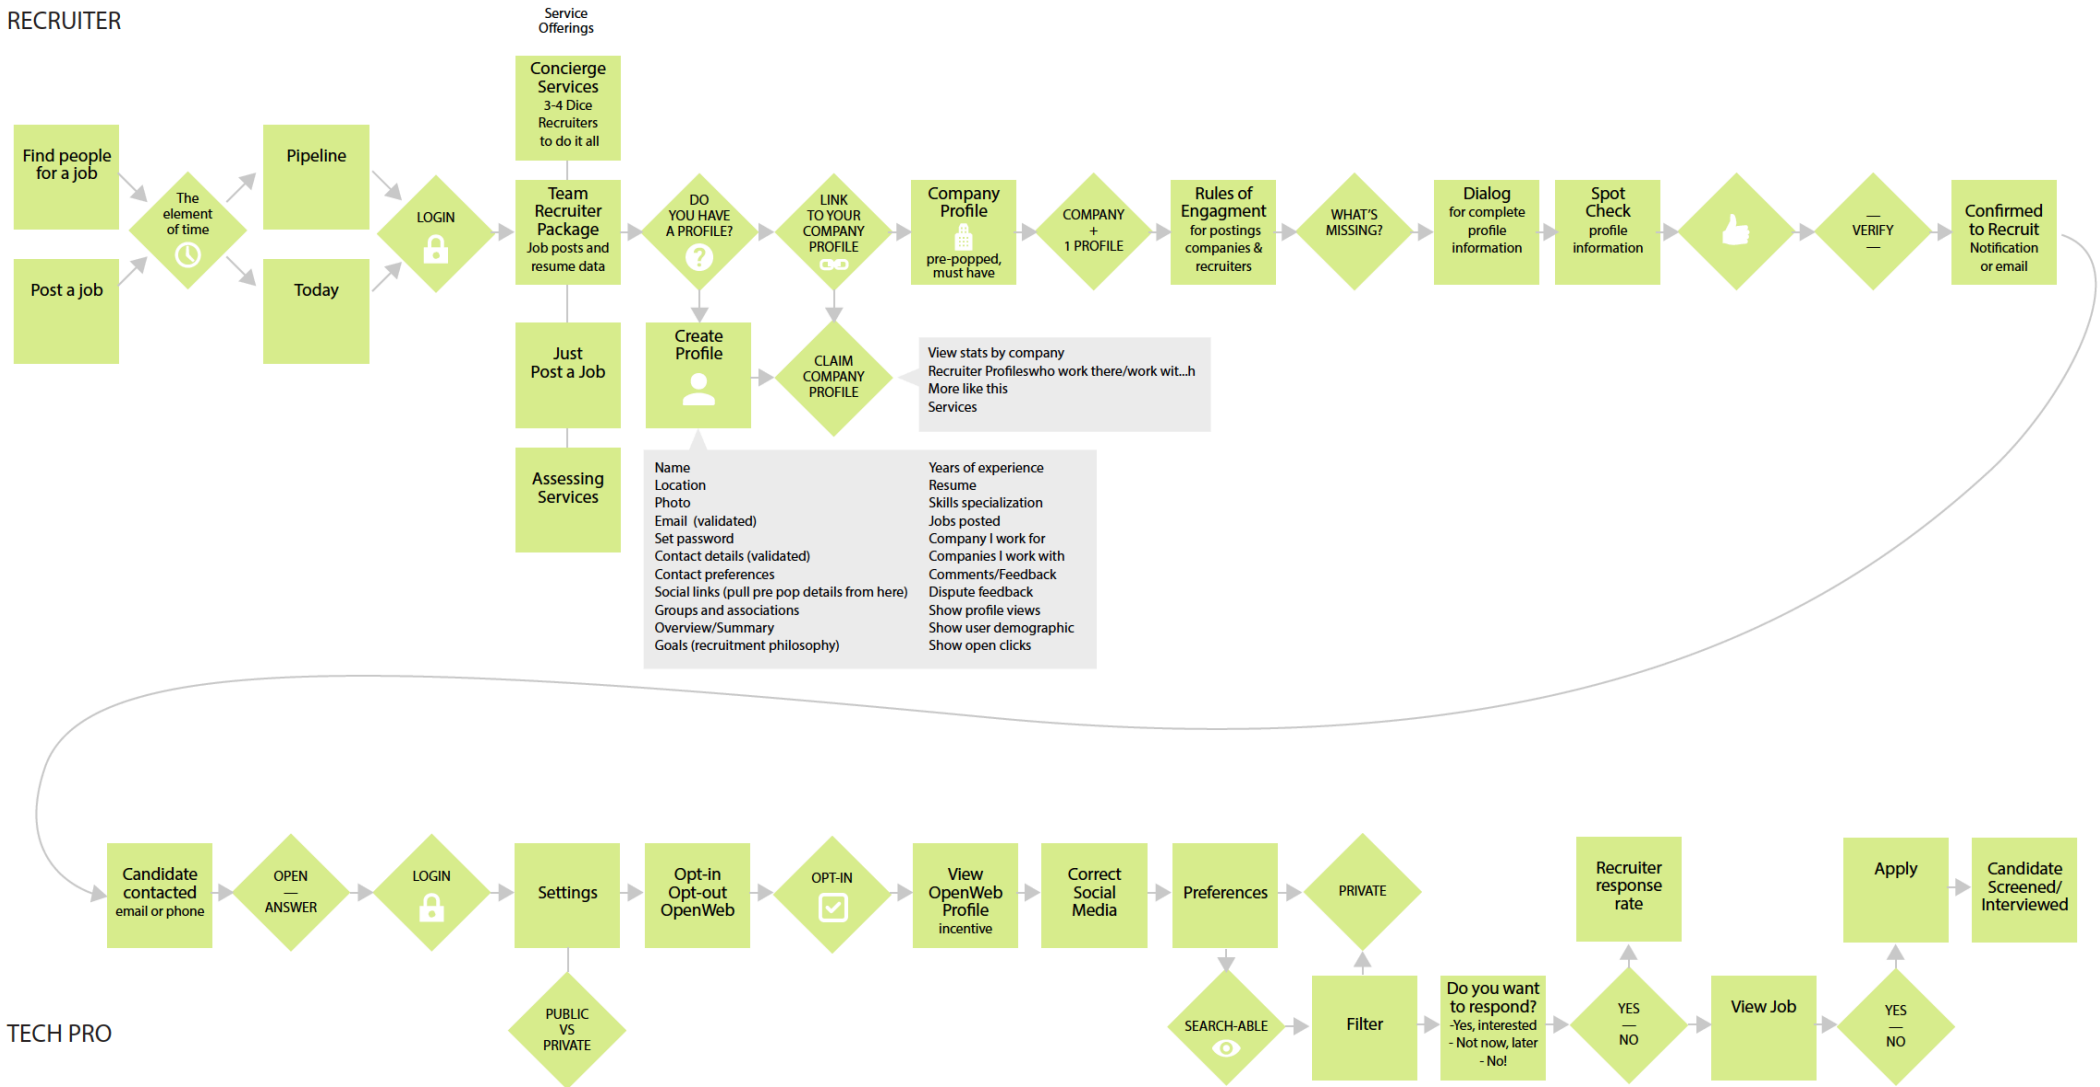 RECRUITER
Service
Offerings
Concierge
Services
3-4 Dice
Recruiters
to do it all
Find people
for a job
Post a job
The
element
of time
Pipeline
Today
LOGIN
Team
Recruiter
Package
Job posts and
resume data
Just
Post a Job
Assessing
Services
DO
YOU HAVE
A PROFILE?
LINK
TO YOUR
COMPANY
PROFILE
Company
Profile
pre-popped,
must have
COMPANY
+
1 PROFILE
Rules of
Engagment
for postings
companies &
recruiters
WHAT'S
MISSING?
Dialog
for complete
profile
information
Spot
Check
profile
information
—
VERIFY
—
Confirmed
to Recruit
Notification
or email
Create
Profile
CLAIM
COMPANY
PROFILE
View stats by company
Recruiter Profileswho work there/work wit...h
More like this
Services
Name
Location
Photo
Email  (validated)
Set password
Contact details (validated)
Contact preferences
Social links (pull pre pop details from here)
Groups and associations
Overview/Summary
Goals (recruitment philosophy)
Years of experience
Resume
Skills specialization
Jobs posted
Company I work for
Companies I work with
Comments/Feedback
Dispute feedback
Show profile views
Show user demographic
Show open clicks
Candidate
contacted
email or phone
OPEN
—
ANSWER
LOGIN
Settings
PUBLIC
VS
PRIVATE
Opt-in
Opt-out
OpenWeb
OPT-IN
View
OpenWeb
Profile
incentive
Correct
Social
Media
Preferences
PRIVATE
SEARCH-ABLE
Filter
Do you want
to respond?
-Yes, interested
- Not now, later
- No!
Recruiter
response
rate
YES
—
NO
View Job
Apply
YES
—
NO
Candidate
Screened/
Interviewed
TECH PRO